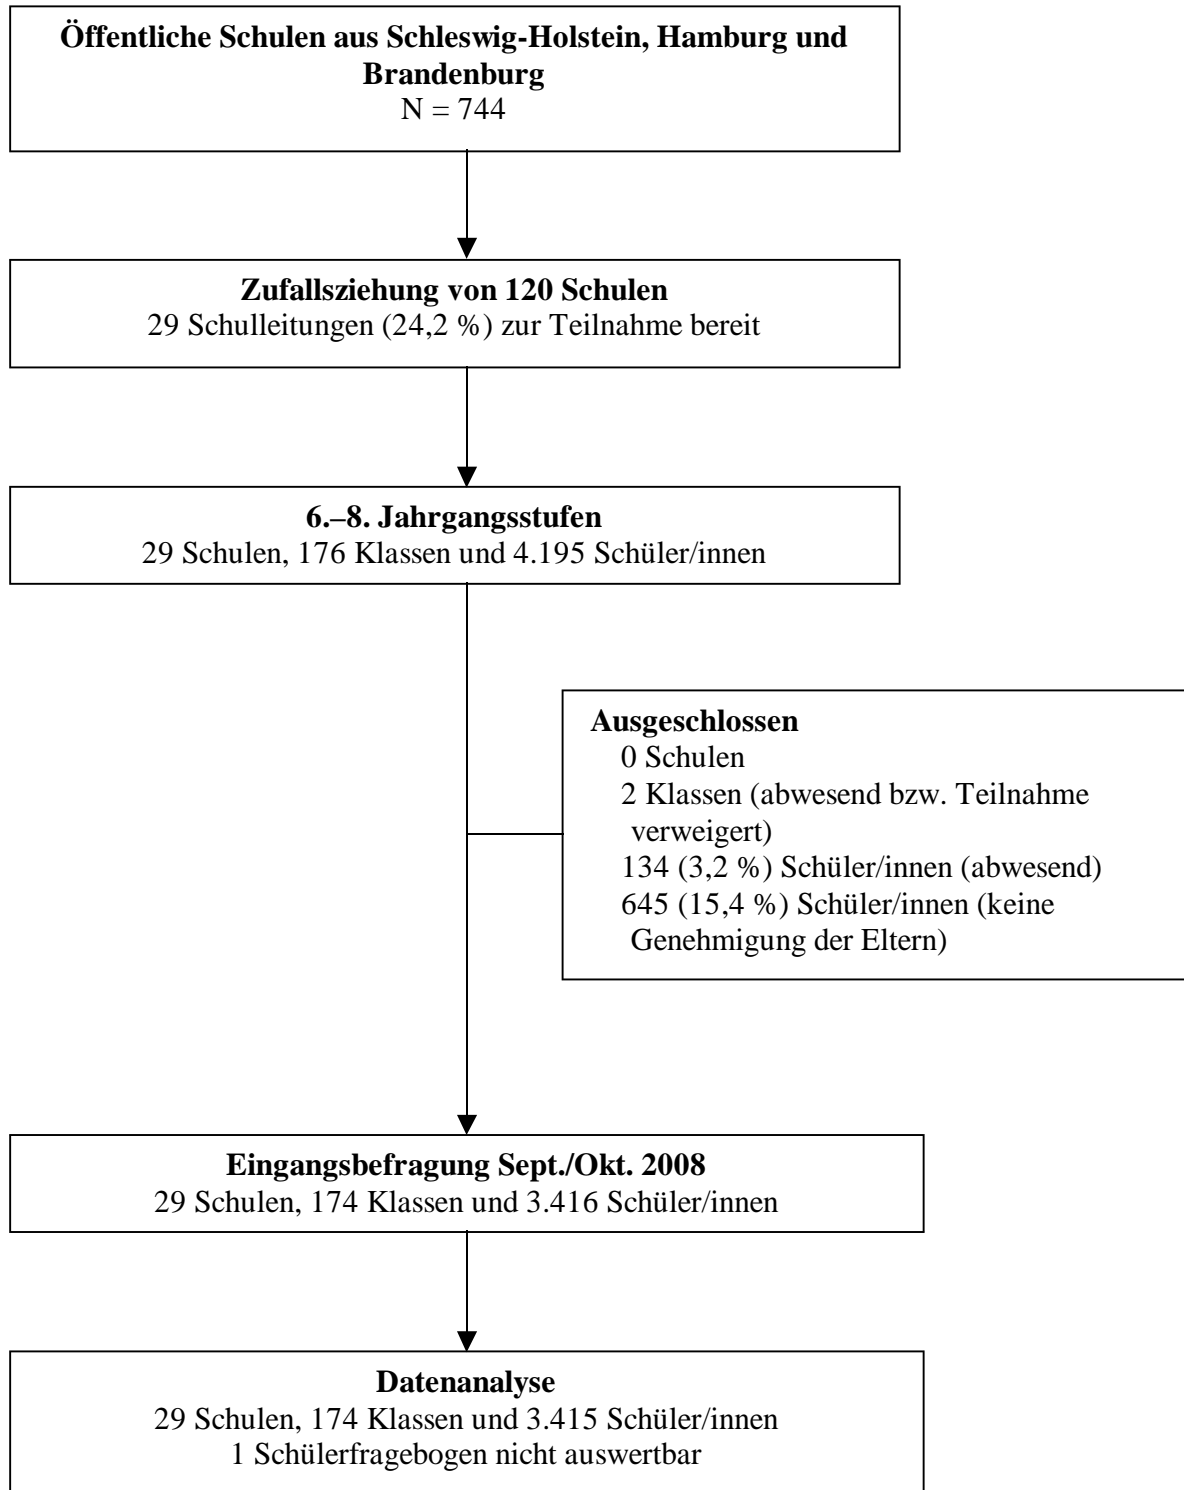 Öffentliche Schulen aus Schleswig-Holstein, Hamburg und
Brandenburg
N = 744
Zufallsziehung von 120 Schulen
29 Schulleitungen (24,2 %) zur Teilnahme bereit
6.–8. Jahrgangsstufen
29 Schulen, 176 Klassen und 4.195 Schüler/innen
Ausgeschlossen
0 Schulen
2 Klassen (abwesend bzw. Teilnahme
verweigert)
134 (3,2 %) Schüler/innen (abwesend)
645 (15,4 %) Schüler/innen (keine
Genehmigung der Eltern)
Eingangsbefragung Sept./Okt. 2008
29 Schulen, 174 Klassen und 3.416 Schüler/innen
Datenanalyse
29 Schulen, 174 Klassen und 3.415 Schüler/innen
1 Schülerfragebogen nicht auswertbar